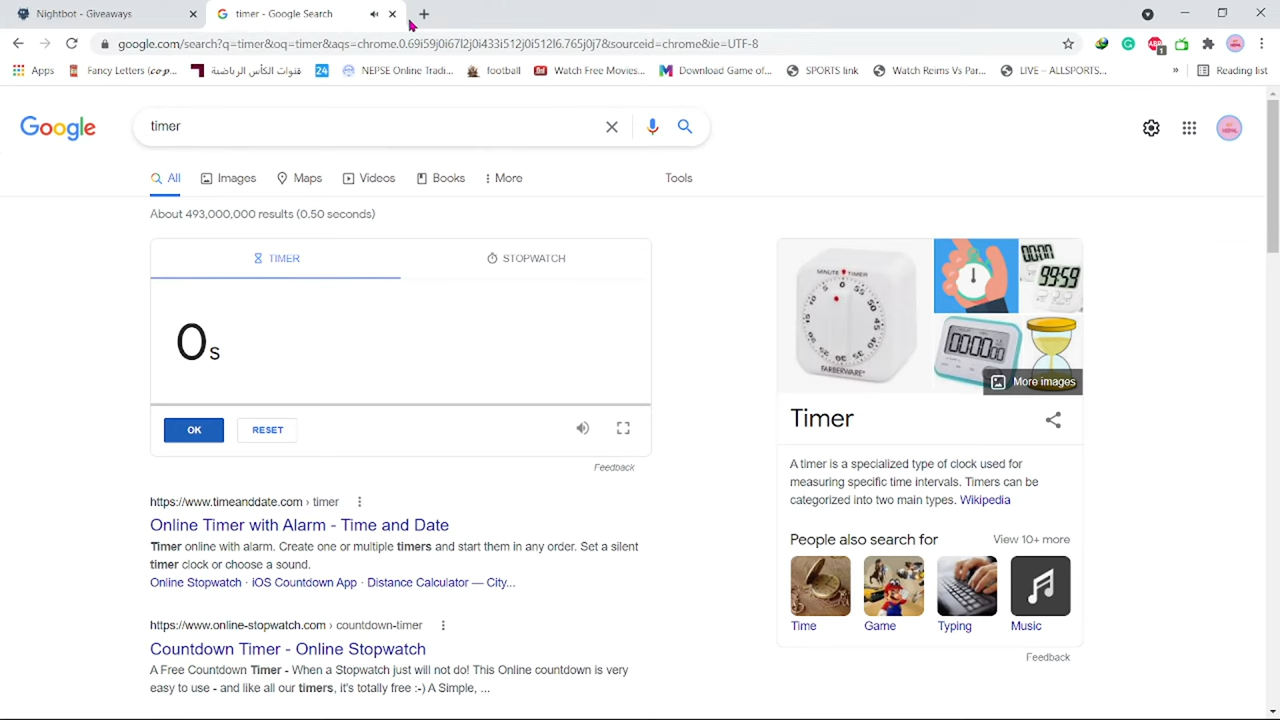 Nightbot - Giveaways
timer - Google Search
google.com/search?q=timer&oq=timer&aqs=chrome.0.69i59j0i Microsoft
Apps
NEPSE Online Tradi...
football
Watch Free Movies...
Download Game of...
SPORTS link
Watch Reims Vs Par...
LIVE – ALLSPORTS...
»
Reading list
Fancy Letters (
قنوات الكأس الرياضية
24
Google
timer
All
Images
Maps
Videos
Books
More
Tools
About 493,000,000 results (0.50 seconds)
TIMER
STOPWATCH
0s
OK
RESET
Feedback
MINUTE TIMER
FARBERWARE
99:59
More images
Timer
A timer is a specialized type of clock used for
measuring specific time intervals. Timers can be
categorized into two main types. Wikipedia
People also search for
View 10+ more
Time
Game
Typing
Music
Feedback
https://www.timeanddate.com › timer
Online Timer with Alarm - Time and Date
Timer online with alarm. Create one or multiple timers and start them in any order. Set a silent
timer clock or choose a sound.
Online Stopwatch · iOS Countdown App · Distance Calculator — City...
https://www.online-stopwatch.com › countdown-timer
Countdown Timer - Online Stopwatch
A Free Countdown Timer - When a Stopwatch just will not do! This Online countdown is very
easy to use - and like all our timers, it's totally free :-) A Simple, ...